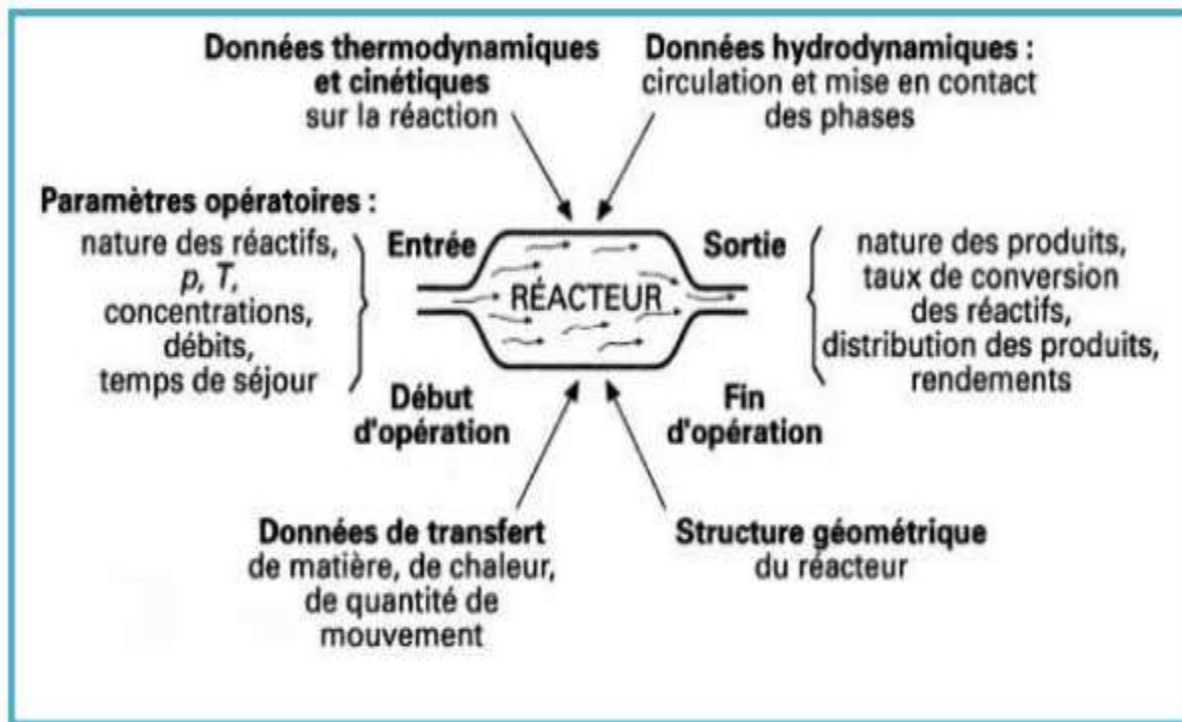 Données thermodynamiques
et cinétiques
sur la réaction
Données hydrodynamiques :
circulation et mise en contact
des phases
Paramètres opératoires :
nature des réactifs,
p, T,
concentrations,
débits,
temps de séjour
Entrée
RÉACTEUR
Sortie
nature des produits,
taux de conversion
des réactifs,
distribution des produits,
rendements
Début
d'opération
Fin
d'opération
Données de transfert
de matière, de chaleur,
de quantité de
mouvement
Structure géométrique
du réacteur